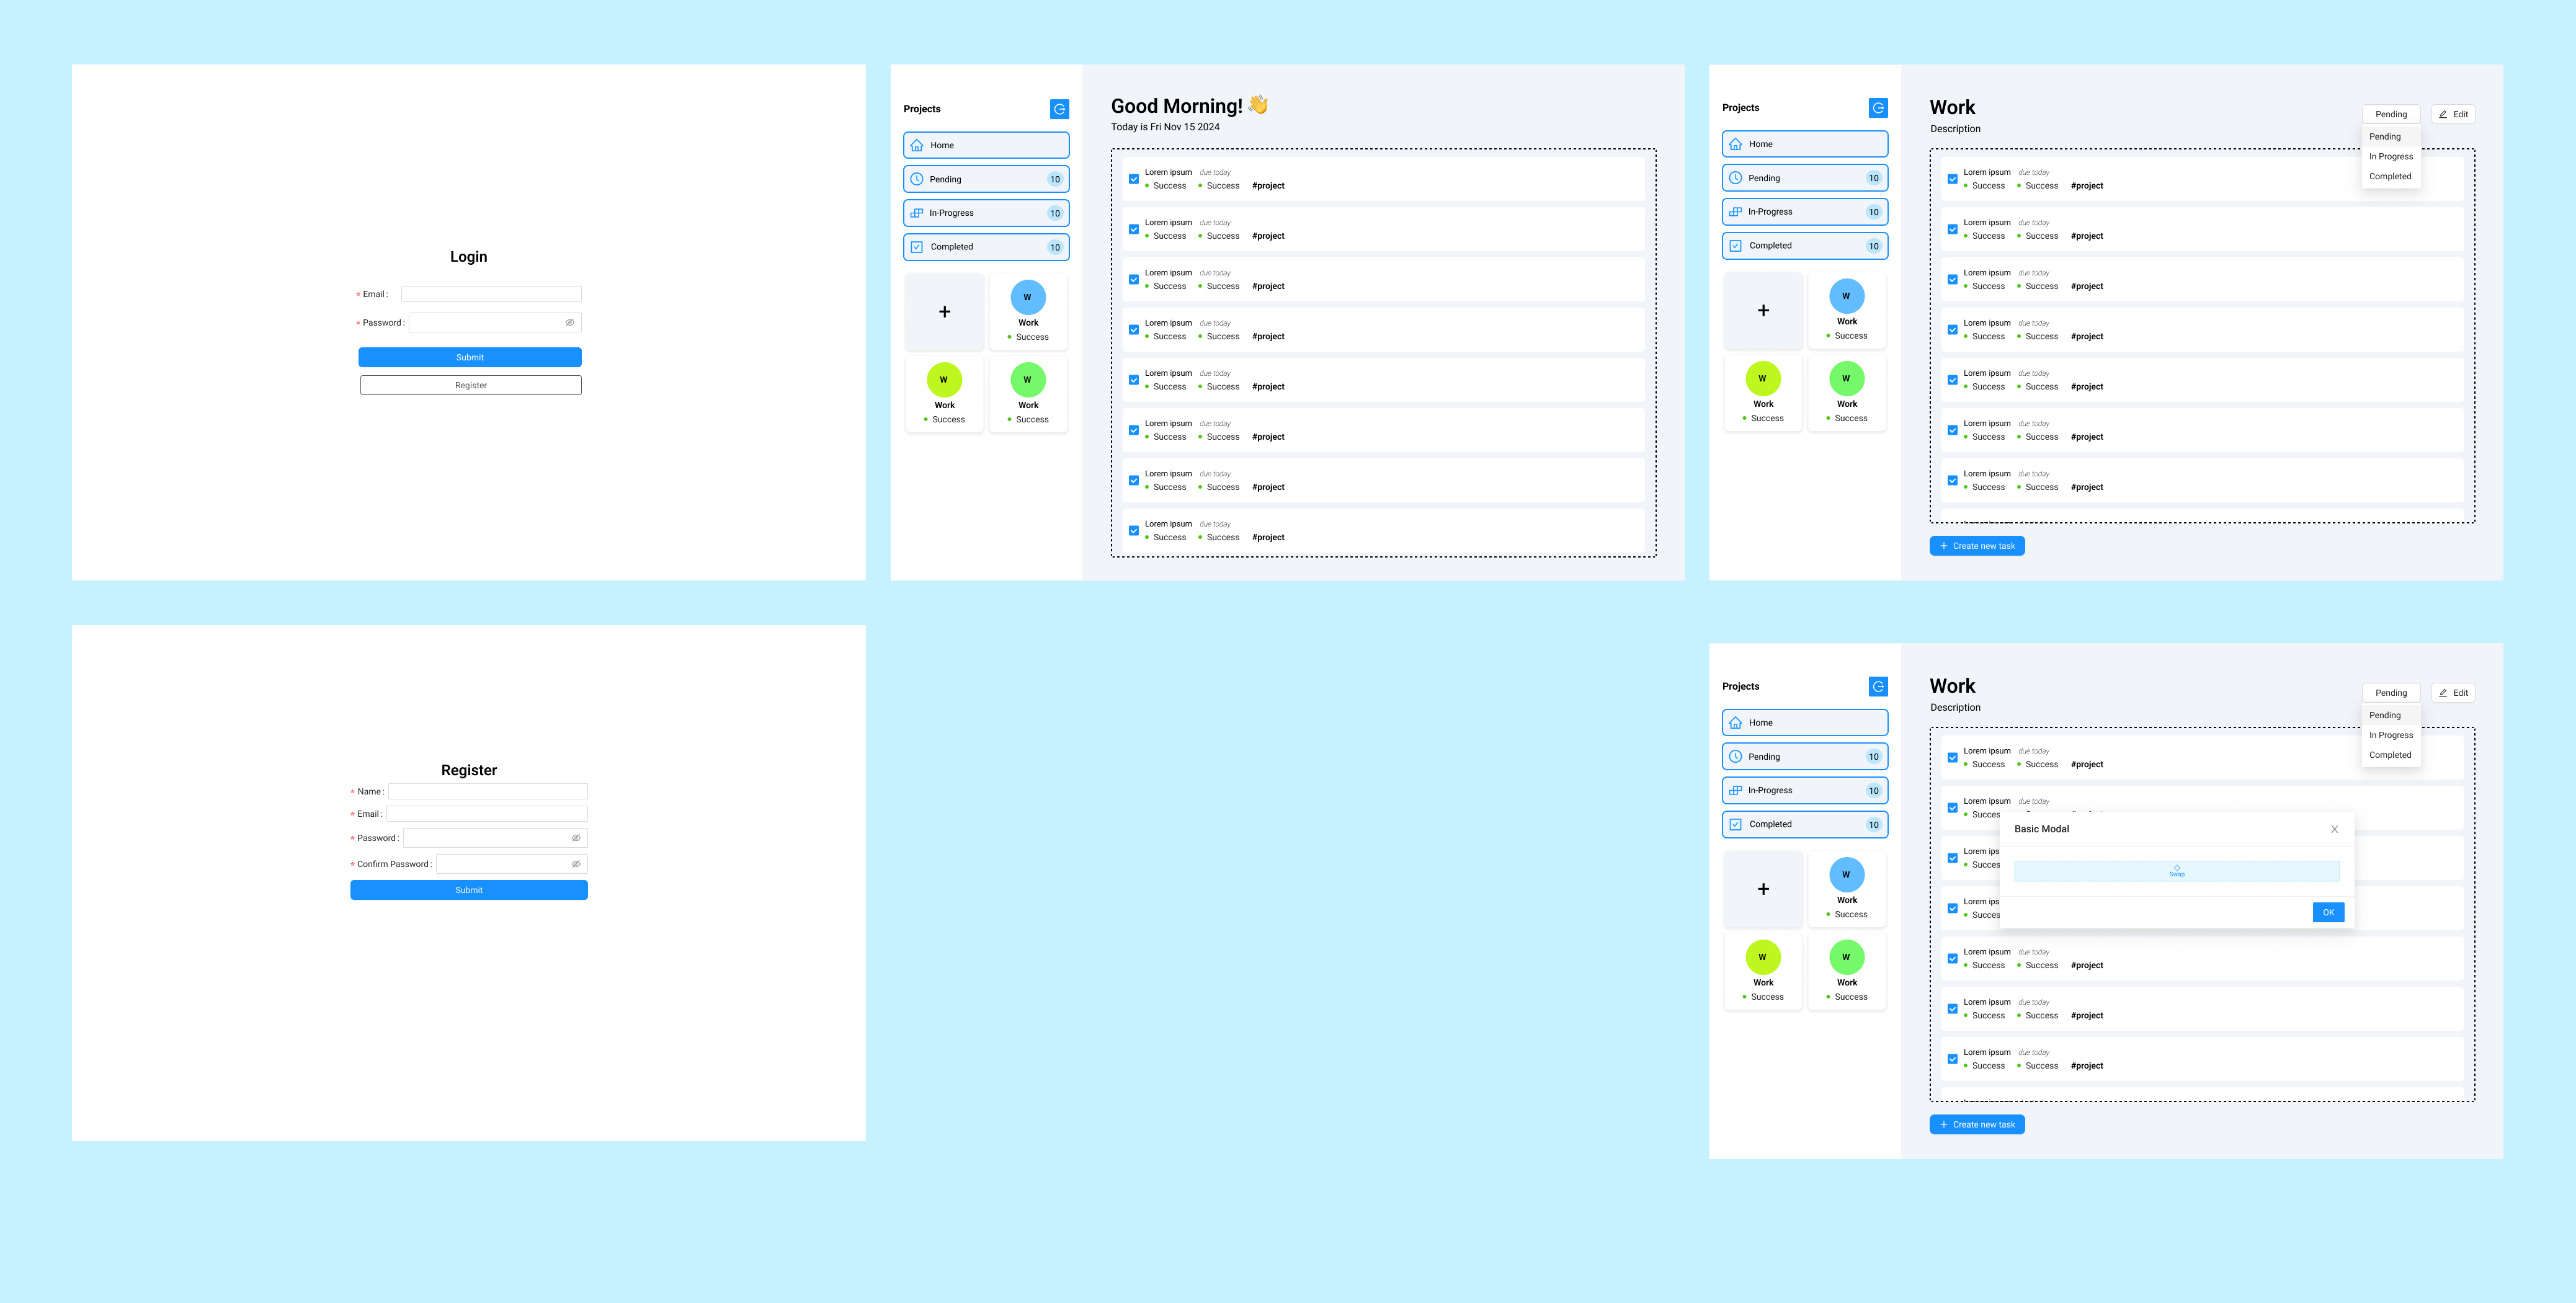 Login
* Email :
* Password :
Submit
Register
Projects
Home
Pending 10
In-Progress 10
Completed 10
+
W
Work
Success
W
Work
Success
W
Work
Success
Good Morning! 👋
Today is Fri Nov 15 2024
Lorem ipsum due today
Success Success #project
Lorem ipsum due today
Success Success #project
Lorem ipsum due today
Success Success #project
Lorem ipsum due today
Success Success #project
Lorem ipsum due today
Success Success #project
Lorem ipsum due today
Success Success #project
Lorem ipsum due today
Success Success #project
Lorem ipsum due today
Success Success #project
Projects
Home
Pending 10
In-Progress 10
Completed 10
+
W
Work
Success
W
Work
Success
W
Work
Success
Work
Description
Pending
Edit
Pending
In Progress
Completed
Lorem ipsum due today
Success Success #project
Lorem ipsum due today
Success Success #project
Lorem ipsum due today
Success Success #project
Lorem ipsum due today
Success Success #project
Lorem ipsum due today
Success Success #project
Lorem ipsum due today
Success Success #project
Lorem ipsum due today
Success Success #project
+ Create new task
Register
* Name :
* Email :
* Password :
* Confirm Password :
Submit
Projects
Home
Pending 10
In-Progress 10
Completed 10
+
W
Work
Success
W
Work
Success
W
Work
Success
Work
Description
Pending
Edit
Pending
In Progress
Completed
Lorem ipsum due today
Success Success #project
Lorem ipsum due today
Succes
Lorem ips
Succes
Lorem ips
Succes
Basic Modal
Swap
OK
Lorem ipsum due today
Success Success #project
Lorem ipsum due today
Success Success #project
Lorem ipsum due today
Success Success #project
+ Create new task